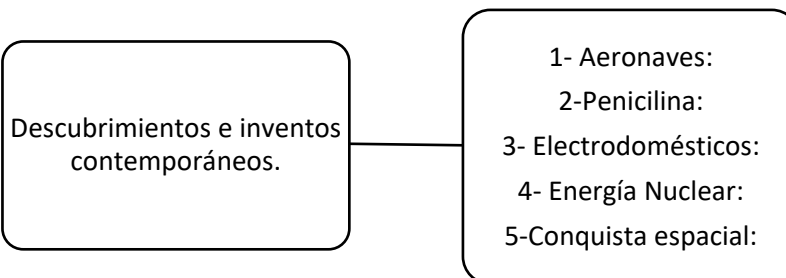 Descubrimientos e inventos
contemporáneos.
1- Aeronaves:
2-Penicilina:
3- Electrodomésticos:
4- Energía Nuclear:
5-Conquista espacial: